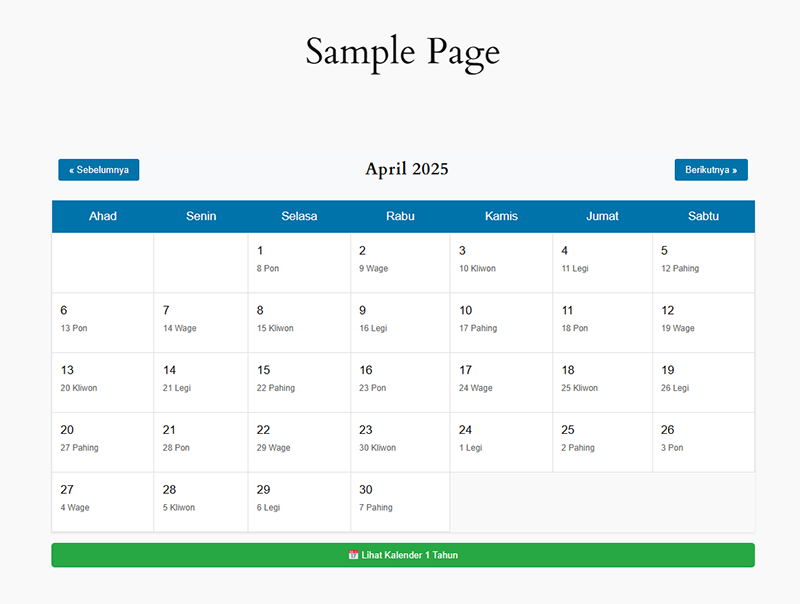 Sample Page
« Sebelumnya
April 2025
Berikutnya »
Ahad Senin Selasa Rabu Kamis Jumat Sabtu
1 2 3 4 5
8 Pon 9 Wage 10 Kliwon 11 Legi 12 Pahing
6 7 8 9 10 11 12
13 Pon 14 Wage 15 Kliwon 16 Legi 17 Pahing 18 Pon 19 Wage
13 14 15 16 17 18 19
20 Kliwon 21 Legi 22 Pahing 23 Pon 24 Wage 25 Kliwon 26 Legi
20 21 22 23 24 25 26
27 Pahing 28 Pon 29 Wage 30 Kliwon 1 Legi 2 Pahing 3 Pon
27 28 29 30
4 Wage 5 Kliwon 6 Legi 7 Pahing
Lihat Kalender 1 Tahun